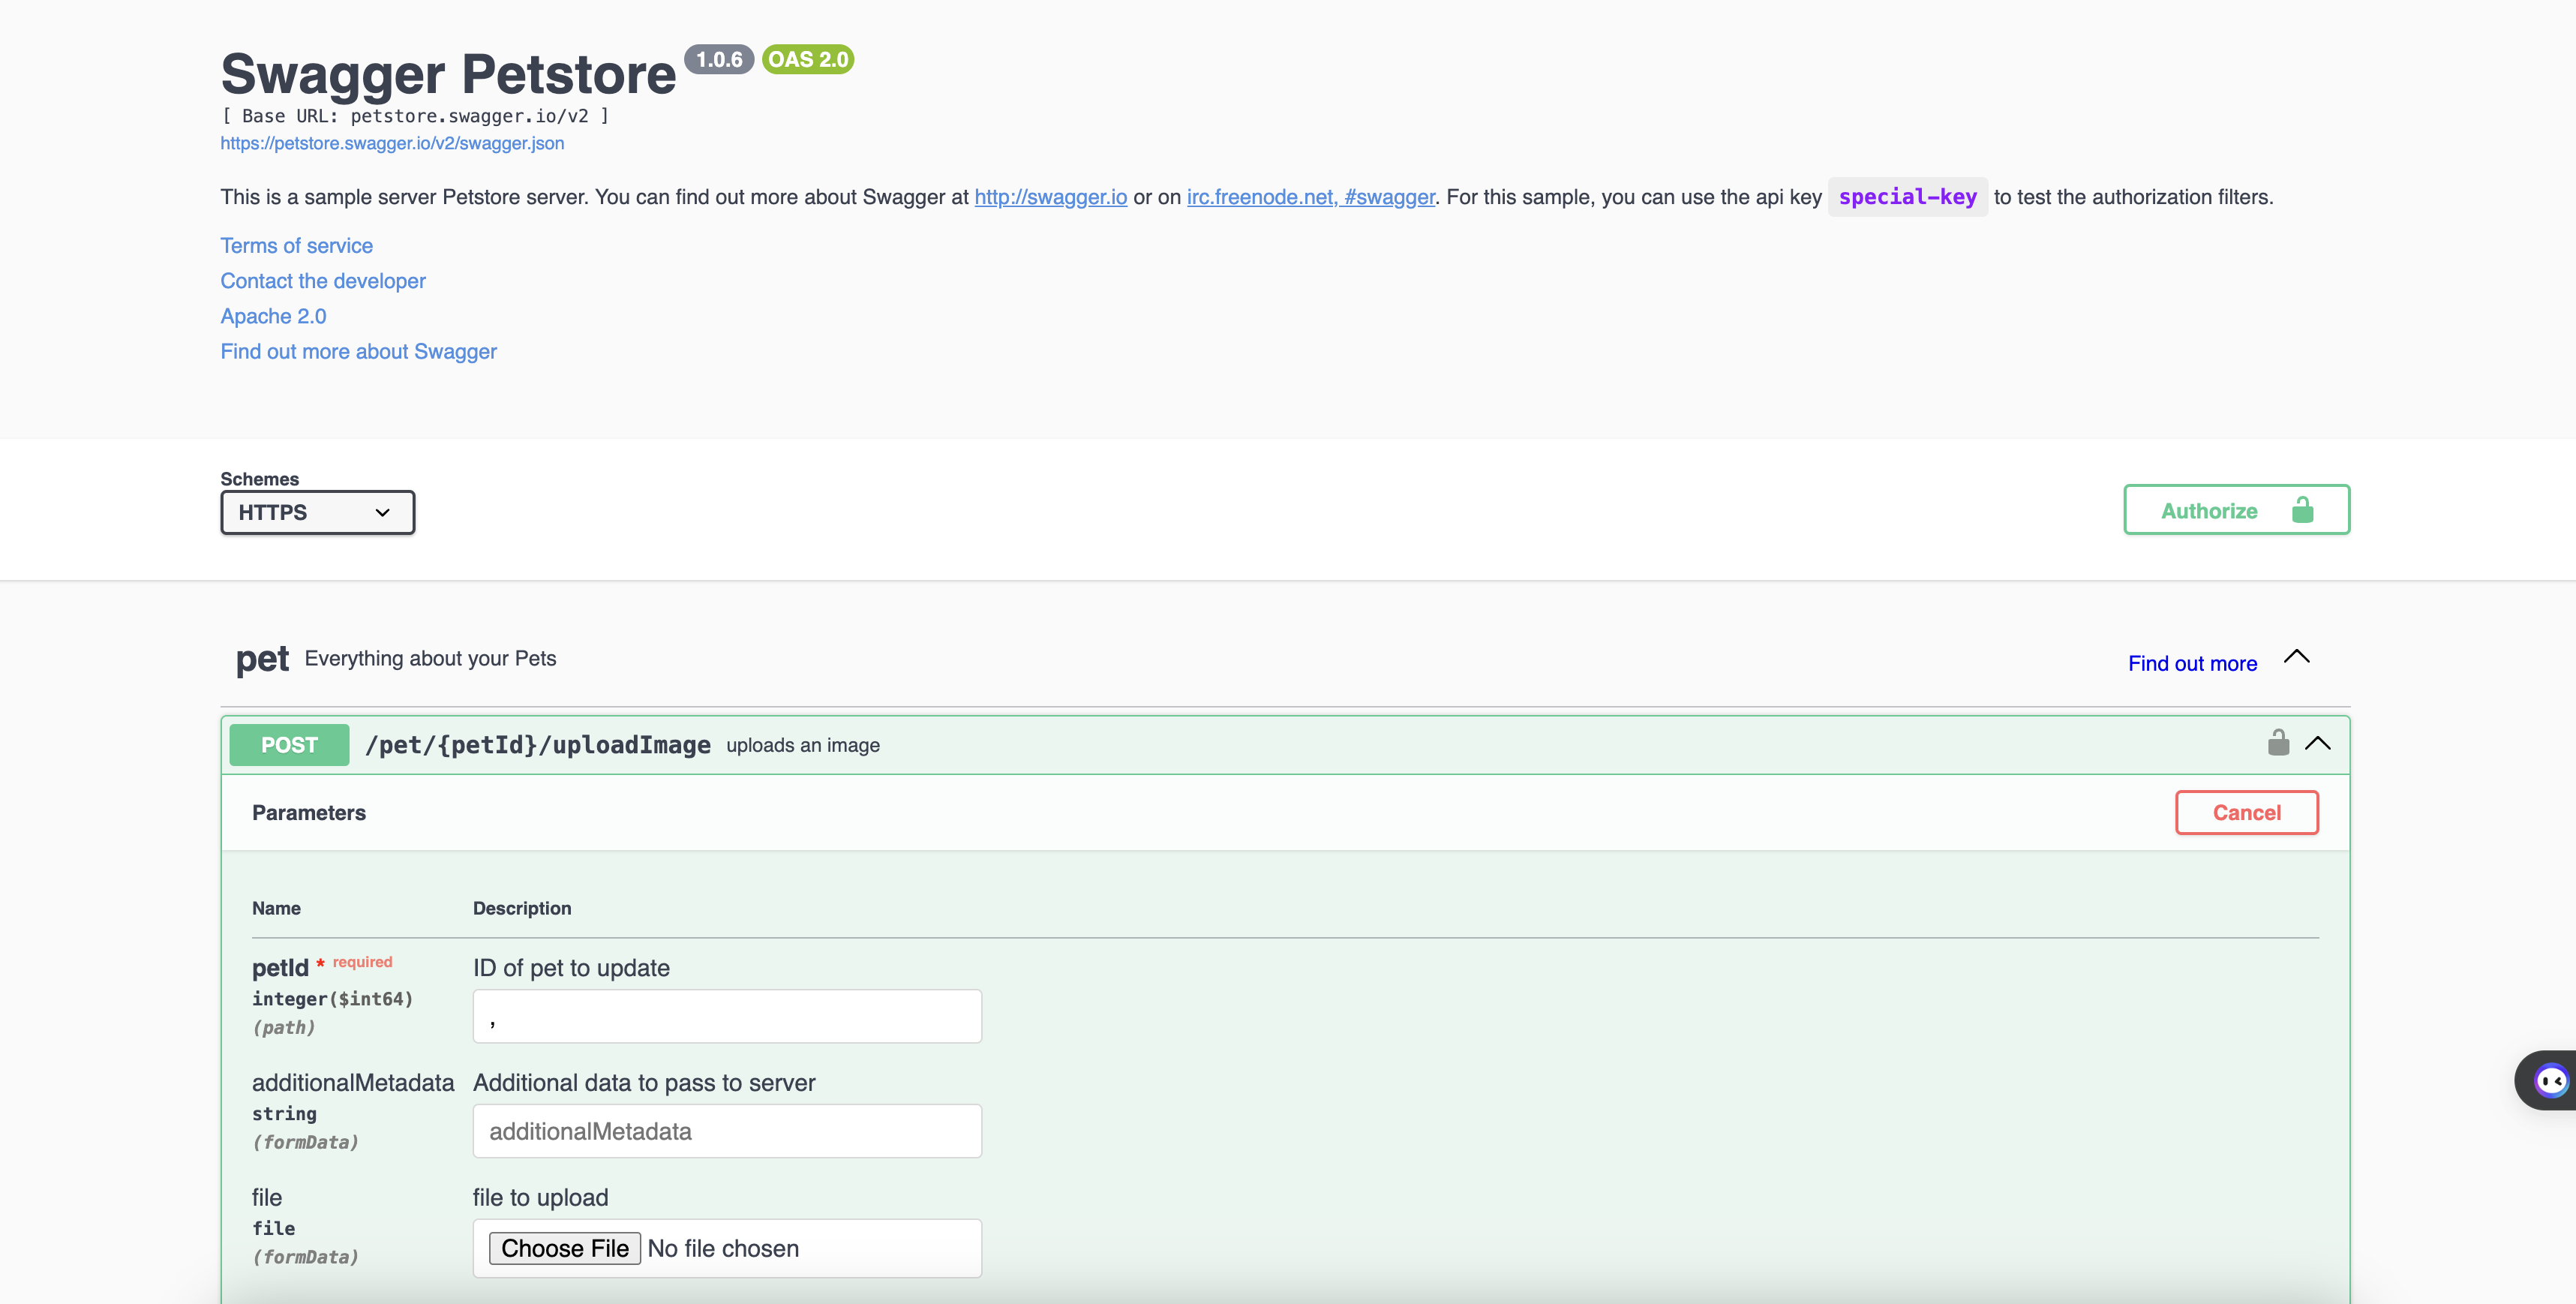 Swagger Petstore 1.0.6 OAS 2.0
[ Base URL: petstore.swagger.io/v2 ]
https://petstore.swagger.io/v2/swagger.json
This is a sample server Petstore server. You can find out more about Swagger at http://swagger.io or on irc.freenode.net, #swagger. For this sample, you can use the api key special-key to test the authorization filters.
Terms of service
Contact the developer
Apache 2.0
Find out more about Swagger
Schemes
HTTPS
Authorize
pet Everything about your Pets
Find out more
POST /pet/{petId}/uploadImage uploads an image
Parameters
Cancel
Name Description
petId * required
integer($int64)
(path)
ID of pet to update
,
additionalMetadata
string
(formData)
Additional data to pass to server
additionalMetadata
file
file
(formData)
file to upload
Choose File No file chosen